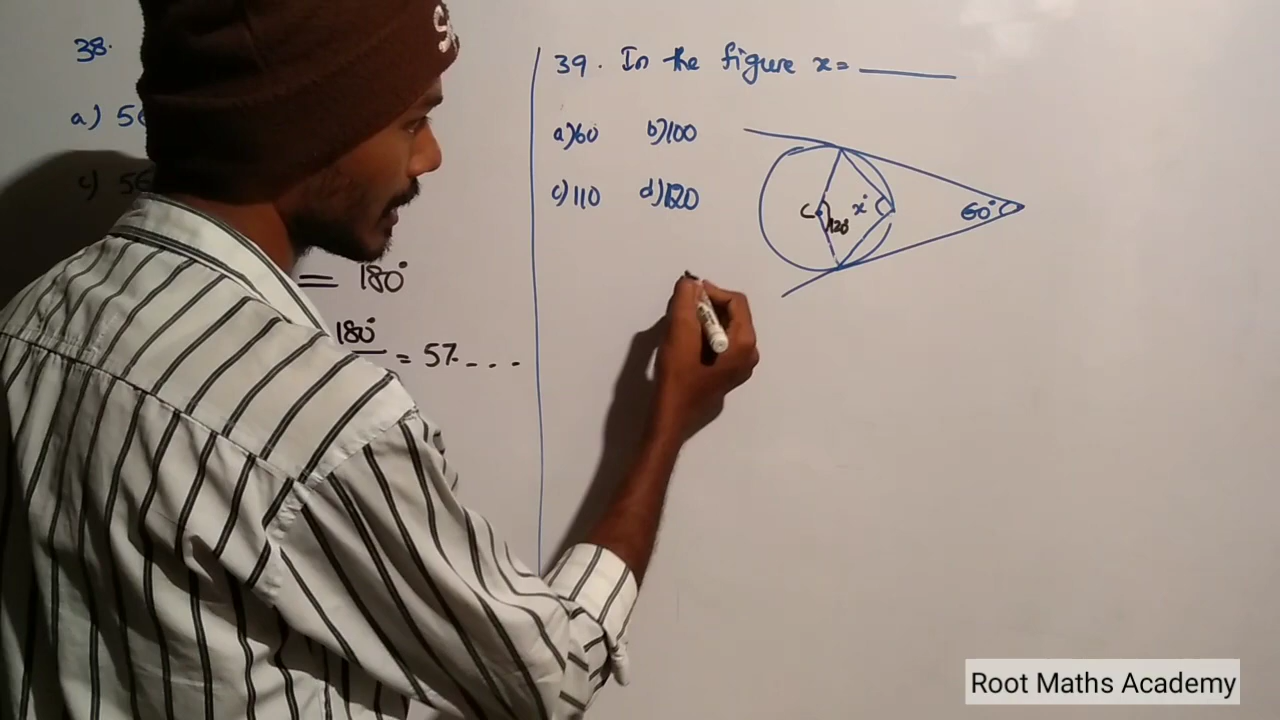 38.
a) 56
c) 56
= 180°
180° = 57....
39. In the figure x = ____
a) 60 b) 100
c) 110 d) 120
C 120 x° 60°
Root Maths Academy